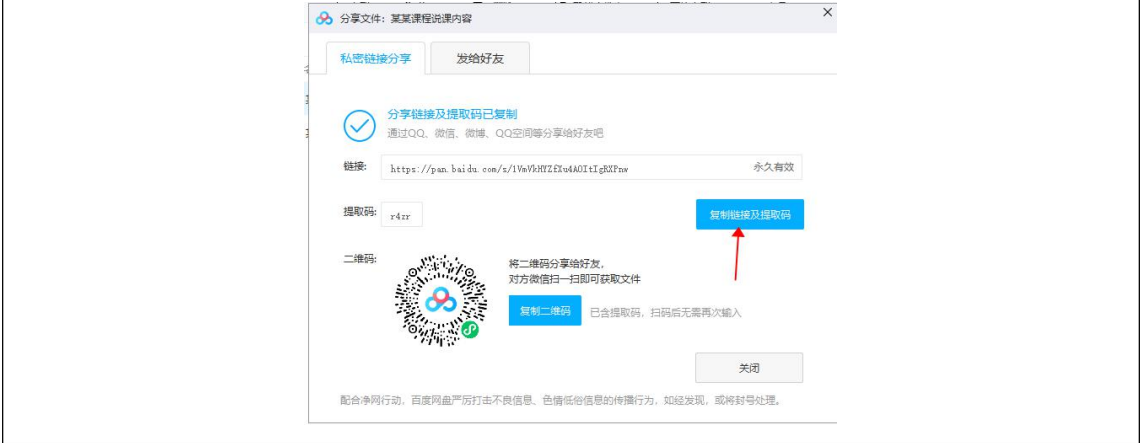 分享文件：某某课程说课内容
私密链接分享
发给好友
分享链接及提取码已复制
通过QQ、微信、微博、QQ空间等分享给好友吧
链接:
https://pan.baidu.com/s/1VmVkHYZfXu4AOItIgRXPnw
永久有效
提取码:
r4zr
复制链接及提取码
二维码:
将二维码分享给好友，
对方微信扫一扫即可获取文件
复制二维码
已含提取码，扫码后无需再次输入
关闭
配合净网行动，百度网盘严厉打击不良信息、色情低俗信息的传播行为，如经发现，或将封号处理。